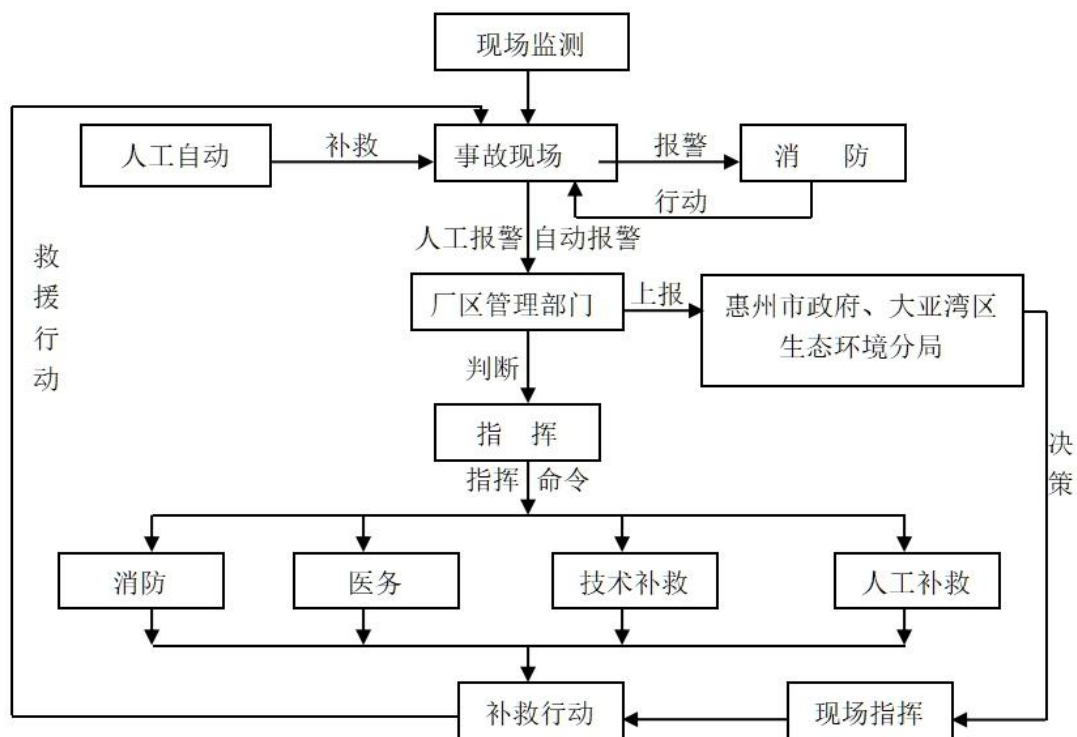 现场监测
人工自动
补救
事故现场
报警
消 防
行动
人工报警 自动报警
救援行动
厂区管理部门
上报
惠州市政府、大亚湾区
生态环境分局
判断
指 挥
决策
指挥 命令
消防
医务
技术补救
人工补救
补救行动
现场指挥